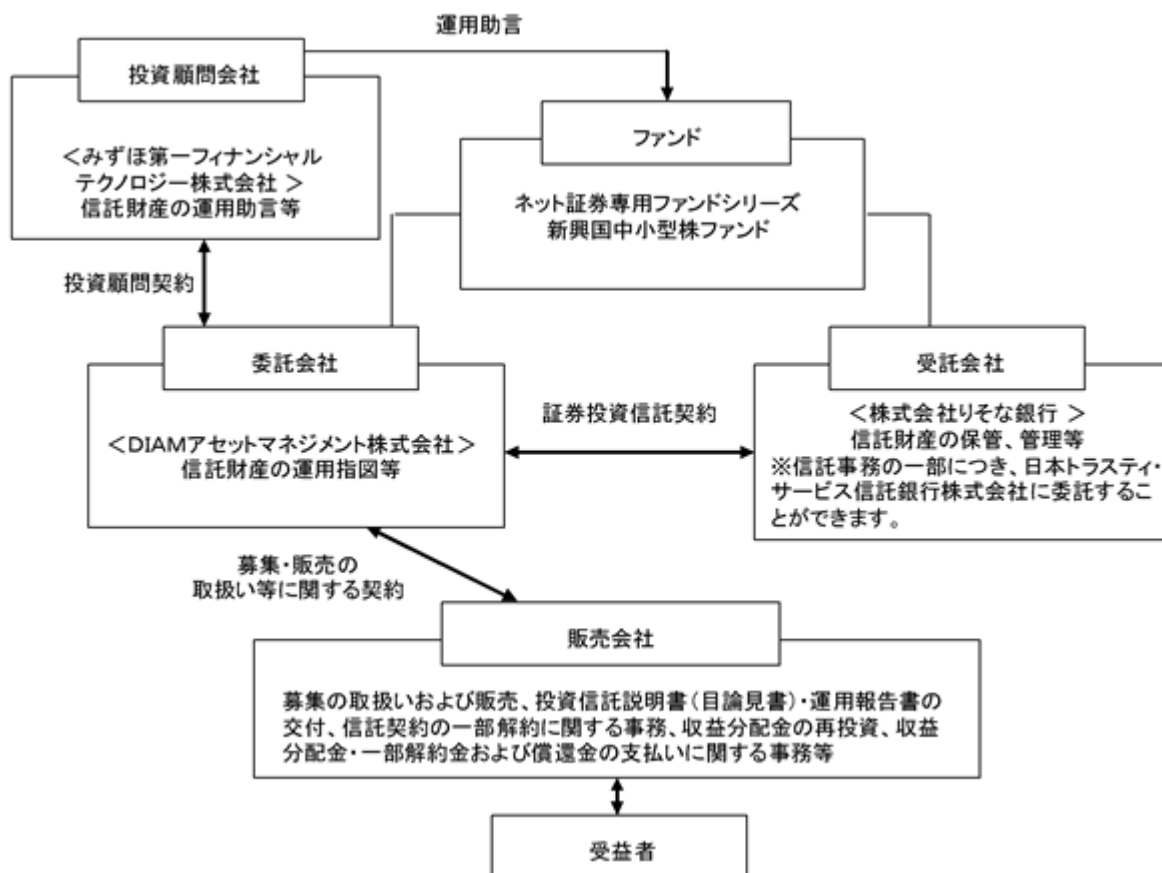 運用助言
投資顧問会社
＜みずほ第一フィナンシャル
テクノロジー株式会社 ＞
信託財産の運用助言等
ファンド
ネット証券専用ファンドシリーズ
新興国中小型株ファンド
投資顧問契約
委託会社
＜DIAMアセットマネジメント株式会社＞
信託財産の運用指図等
証券投資信託契約
受託会社
＜株式会社りそな銀行 ＞
信託財産の保管、管理等
※信託事務の一部につき、日本トラスティ・
サービス信託銀行株式会社に委託するこ
とができます。
募集・販売の
取扱い等に関する契約
販売会社
募集の取扱いおよび販売、投資信託説明書（目論見書）・運用報告書の
交付、信託契約の一部解約に関する事務、収益分配金の再投資、収益
分配金・一部解約金および償還金の支払いに関する事務等
受益者